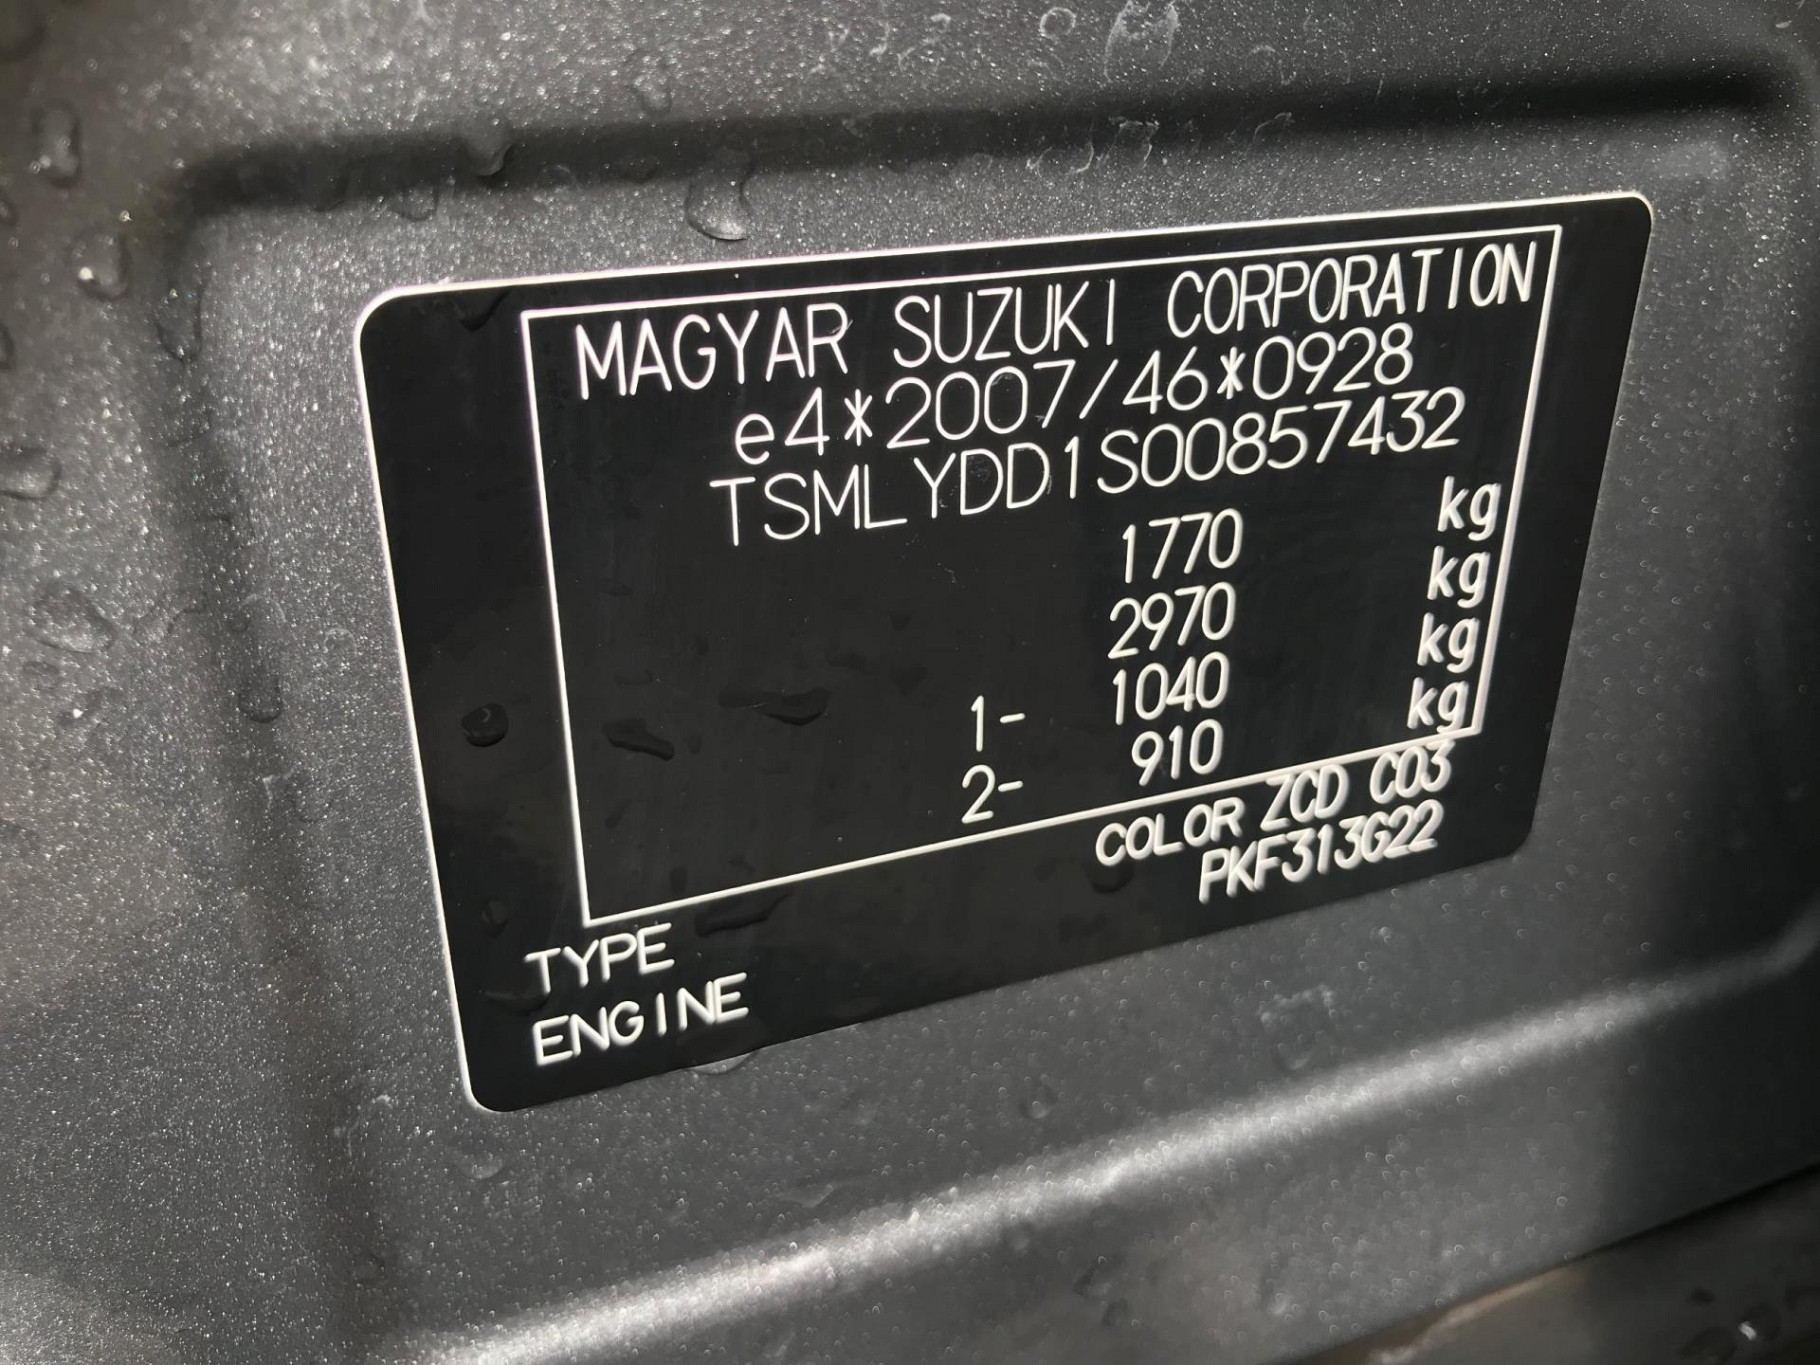 MAGYAR SUZUKI CORPORATION
e4*2007/46*0928
TSMLYDD1S00857432
1770 kg
2970 kg
1- 1040 kg
2- 910 kg
COLOR ZCD C03
TYPE PKF313G22
ENGINE